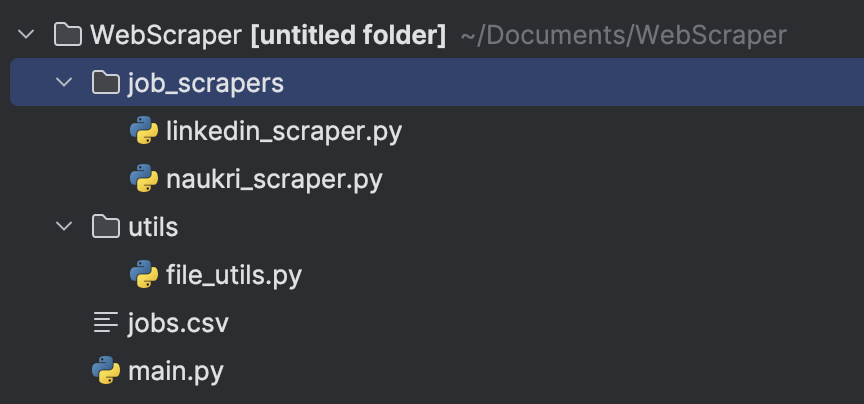 WebScraper [untitled folder] ~/Documents/WebScraper
job_scrapers
linkedin_scraper.py
naukri_scraper.py
utils
file_utils.py
jobs.csv
main.py